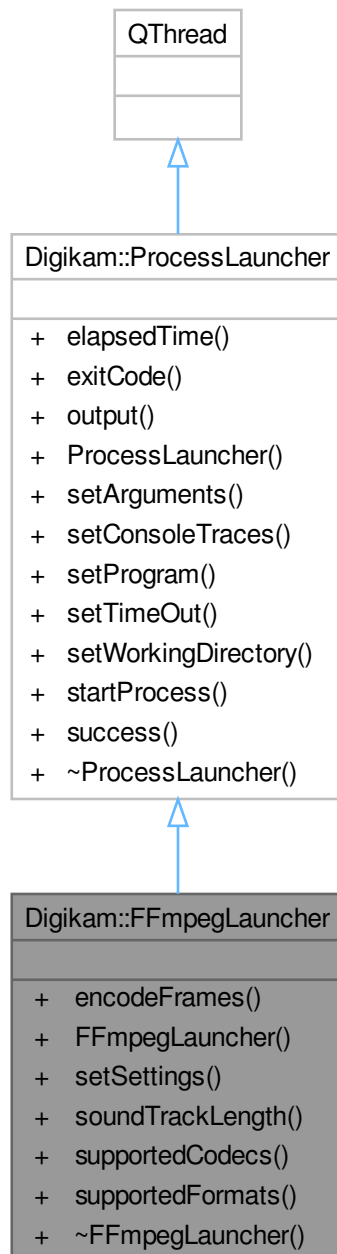 QThread
Digikam::ProcessLauncher
+ elapsedTime()
+ exitCode()
+ output()
+ ProcessLauncher()
+ setArguments()
+ setConsoleTraces()
+ setProgram()
+ setTimeOut()
+ setWorkingDirectory()
+ startProcess()
+ success()
+ ~ProcessLauncher()
Digikam::FFmpegLauncher
+ encodeFrames()
+ FFmpegLauncher()
+ setSettings()
+ soundTrackLength()
+ supportedCodecs()
+ supportedFormats()
+ ~FFmpegLauncher()